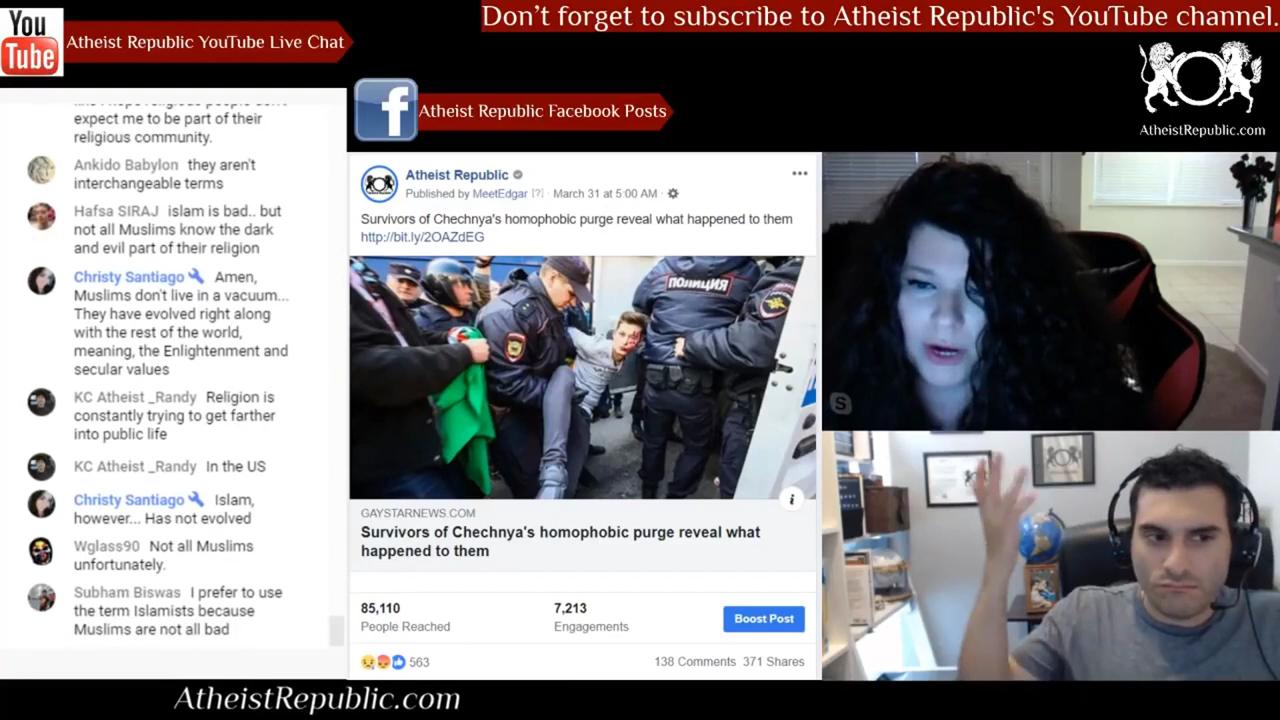 Don't forget to subscribe to Atheist Republic's YouTube channel.
You
Tube
Atheist Republic YouTube Live Chat
f
Atheist Republic Facebook Posts
AtheistRepublic.com
expect me to be part of their
religious community.
Ankido Babylon they aren't
interchangeable terms
Hafsa SIRAJ islam is bad.. but
not all Muslims know the dark
and evil part of their religion
Christy Santiago Amen,
Muslims don't live in a vacuum...
They have evolved right along
with the rest of the world,
meaning, the Enlightenment and
secular values
KC Atheist _Randy Religion is
constantly trying to get farther
into public life
KC Atheist _Randy In the US
Christy Santiago Islam,
however... Has not evolved
Wglass90 Not all Muslims
unfortunately.
Subham Biswas I prefer to use
the term Islamists because
Muslims are not all bad
Atheist Republic
Published by MeetEdgar [?] · March 31 at 5:00 AM ·
Survivors of Chechnya's homophobic purge reveal what happened to them
http://bit.ly/2OAZdEG
ПОЛИЦИЯ
i
GAYSTARNEWS.COM
Survivors of Chechnya's homophobic purge reveal what
happened to them
85,110 7,213
People Reached Engagements
Boost Post
563 138 Comments 371 Shares
S
AtheistRepublic.com